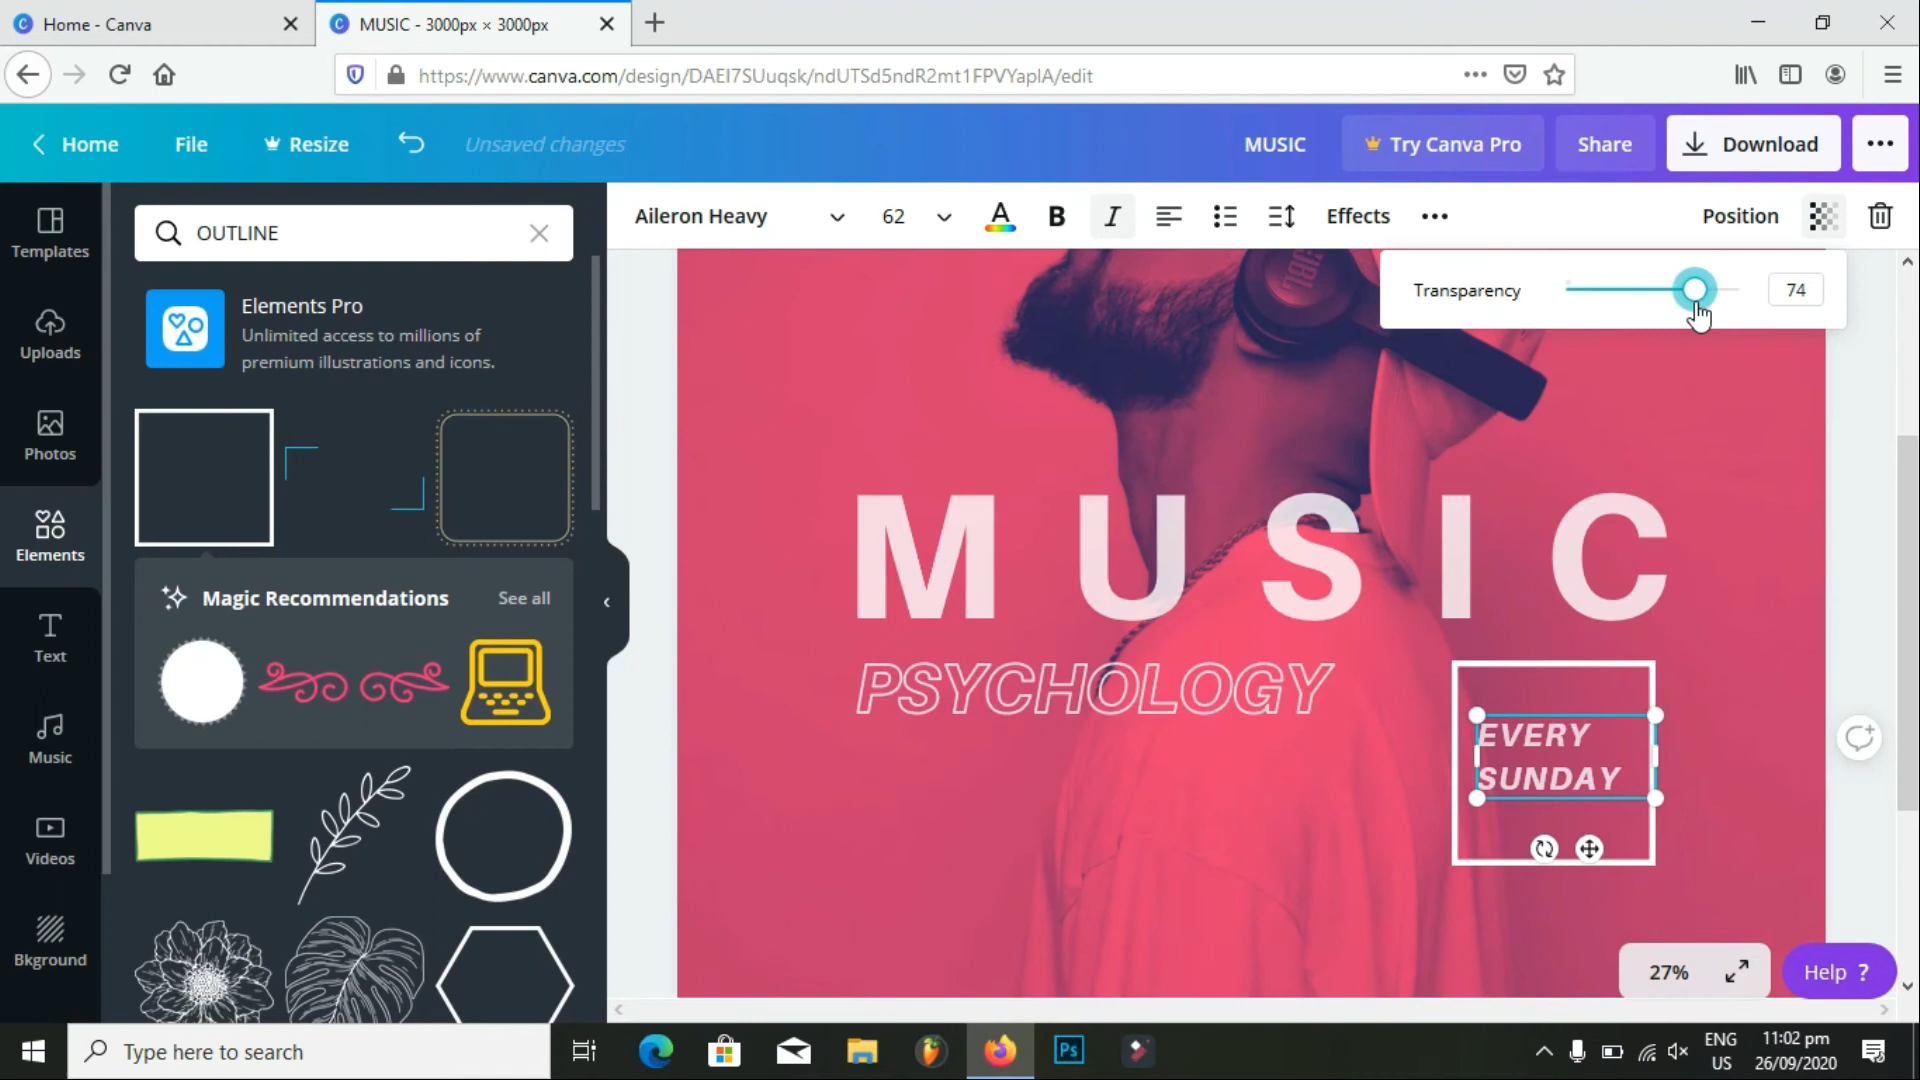 Home - Canva
MUSIC - 3000px × 3000px
https://www.canva.com/design/DAEI7SUuqsk/ndUTSd5ndR2mt1FPVYaplA/edit
Home
File
Resize
Unsaved changes
MUSIC
Try Canva Pro
Share
Download
Templates
Uploads
Photos
Elements
Text
Music
Videos
Bkground
OUTLINE
Elements Pro
Unlimited access to millions of
premium illustrations and icons.
Magic Recommendations
See all
Aileron Heavy
62
A
B
I
Effects
Position
Transparency
74
MUSIC
PSYCHOLOGY
EVERY
SUNDAY
27%
Help ?
Type here to search
Ps
ENG
US
11:02 pm
26/09/2020